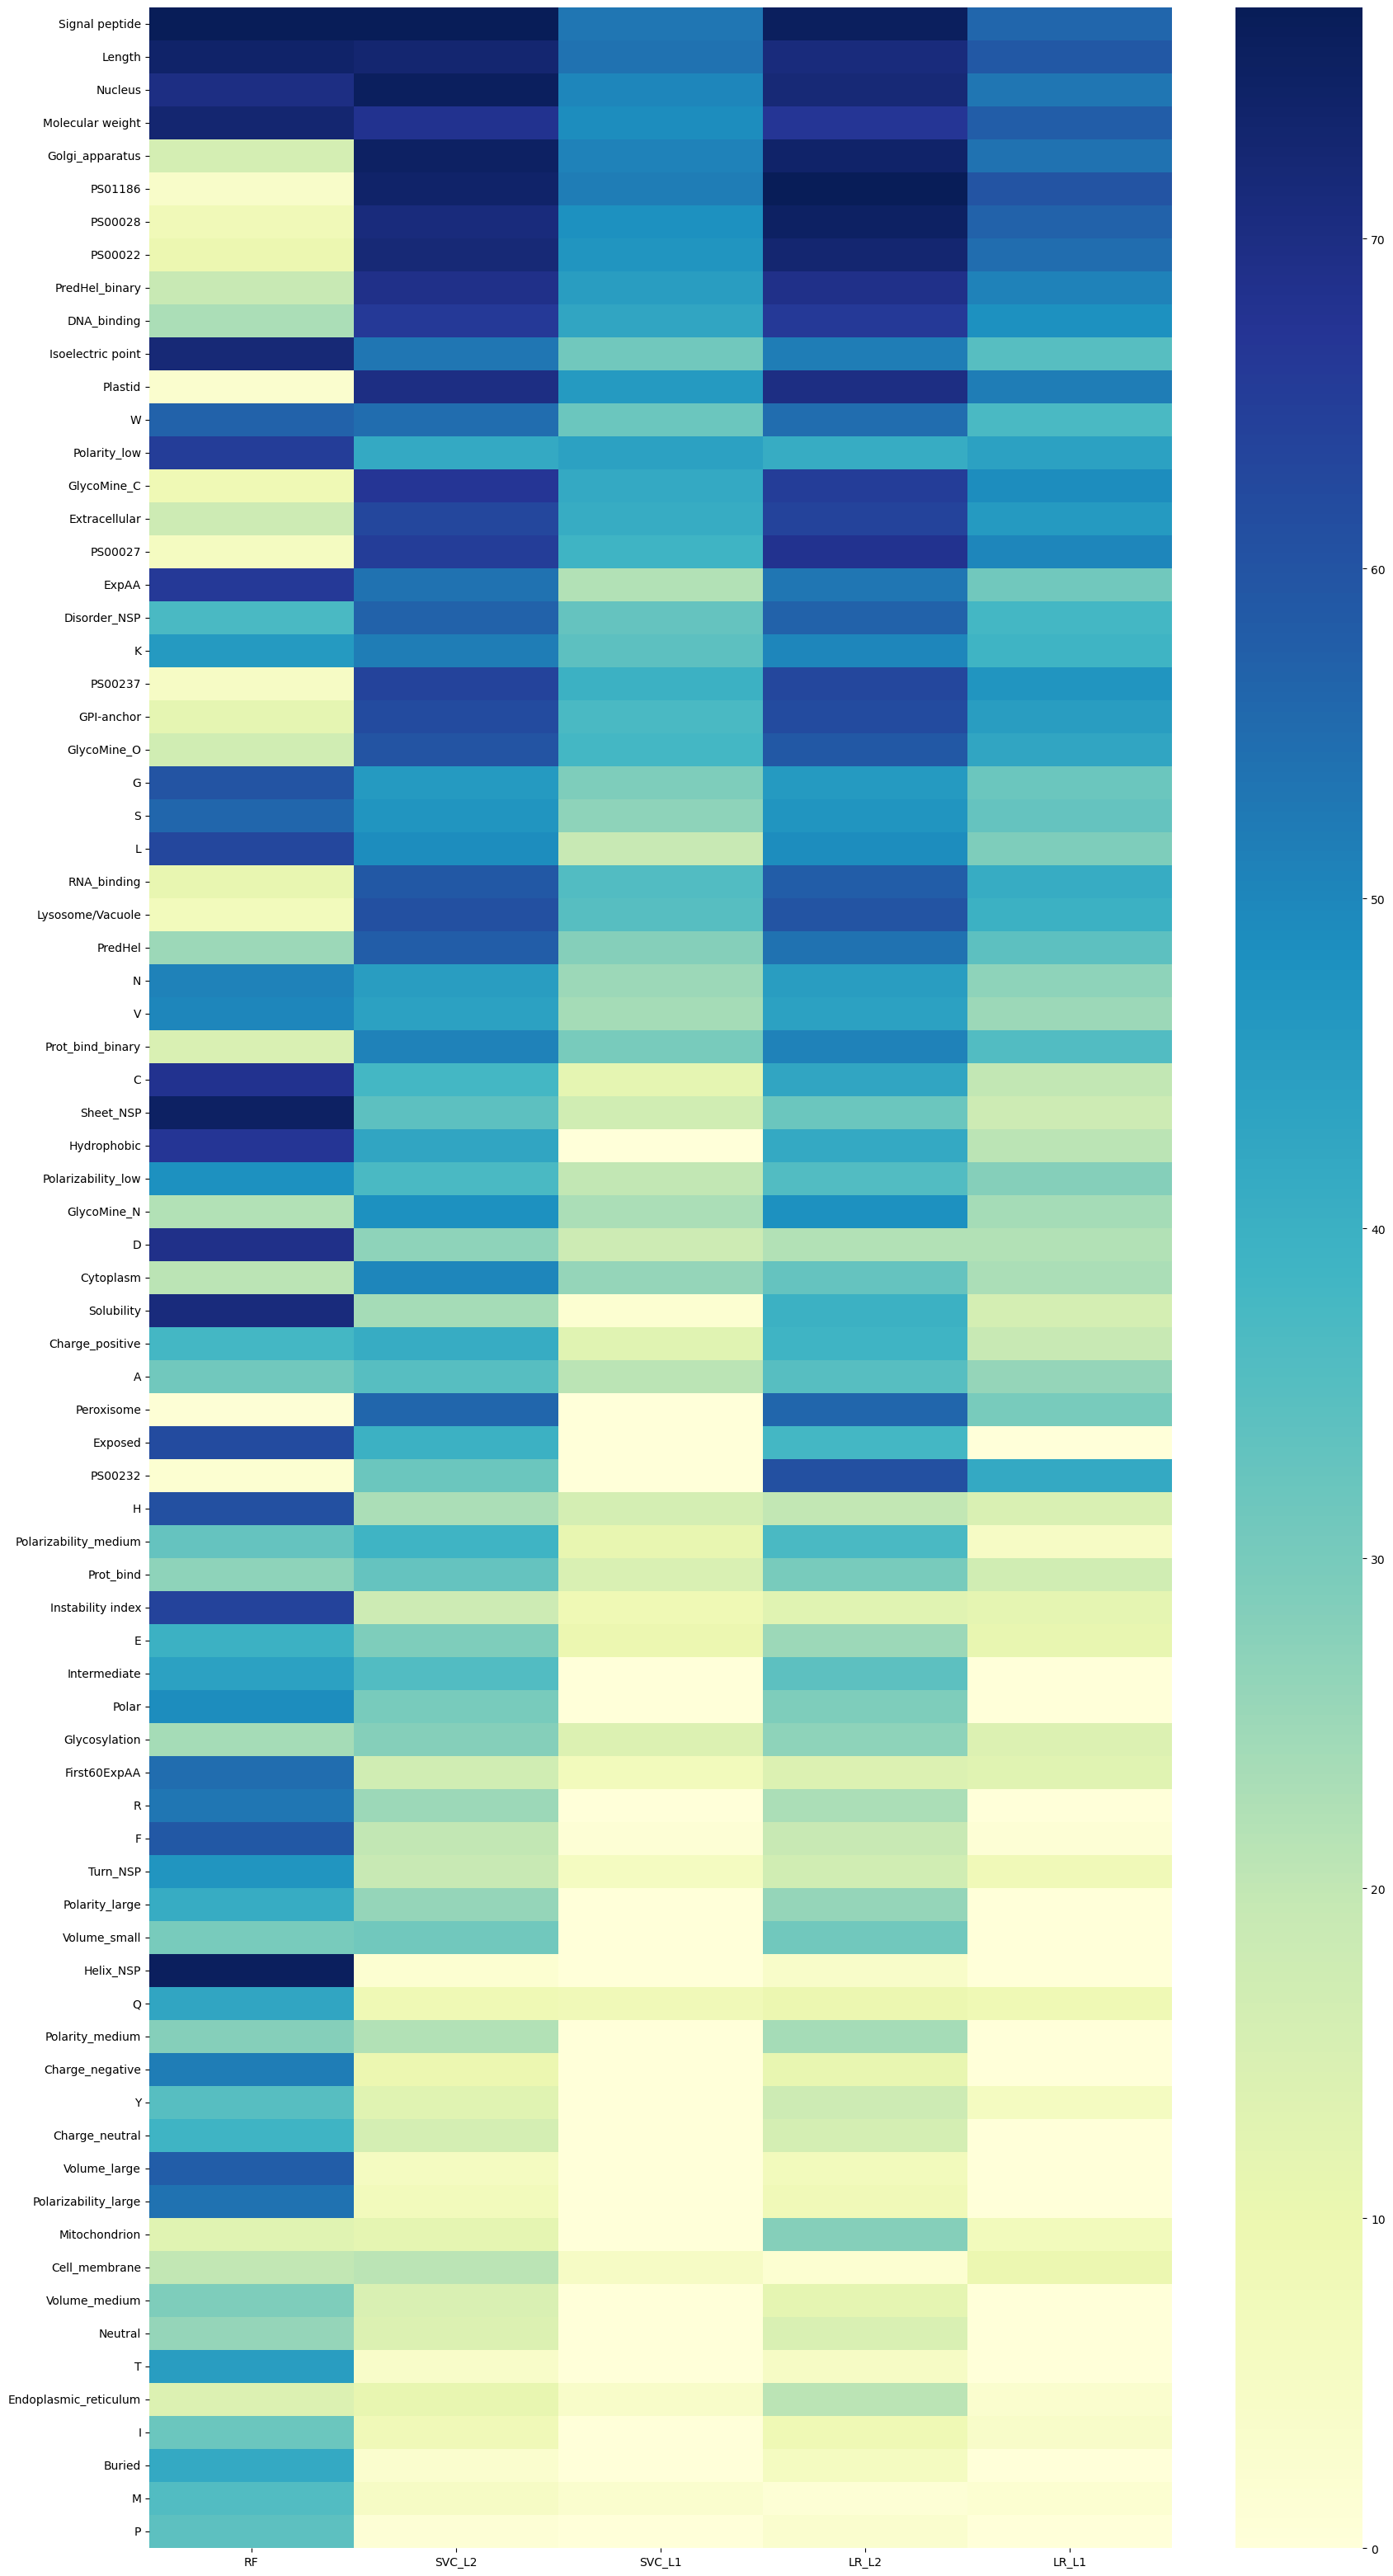 Signal peptide
Length
Nucleus
Molecular weight
Golgi_apparatus
PS01186
PS00028
PS00022
PredHel_binary
DNA_binding
Isoelectric point
Plastid
W
Polarity_low
GlycoMine_C
Extracellular
PS00027
ExpAA
Disorder_NSP
K
PS00237
GPI-anchor
GlycoMine_O
G
S
L
RNA_binding
Lysosome/Vacuole
PredHel
N
V
Prot_bind_binary
C
Sheet_NSP
Hydrophobic
Polarizability_low
GlycoMine_N
D
Cytoplasm
Solubility
Charge_positive
A
Peroxisome
Exposed
PS00232
H
Polarizability_medium
Prot_bind
Instability index
E
Intermediate
Polar
Glycosylation
First60ExpAA
R
F
Turn_NSP
Polarity_large
Volume_small
Helix_NSP
Q
Polarity_medium
Charge_negative
Y
Charge_neutral
Volume_large
Polarizability_large
Mitochondrion
Cell_membrane
Volume_medium
Neutral
T
Endoplasmic_reticulum
I
Buried
M
P
RF SVC_L2 SVC_L1 LR_L2 LR_L1
70
60
50
40
30
20
10
0